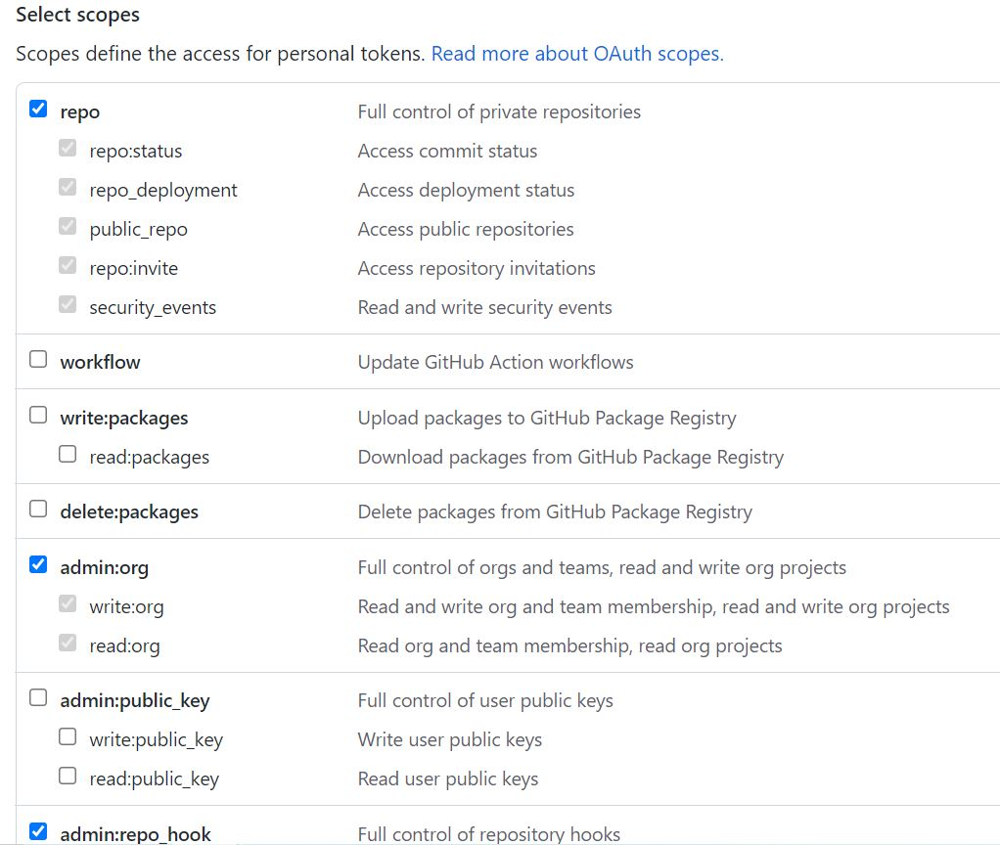 Select scopes
Scopes define the access for personal tokens. Read more about OAuth scopes.
repo Full control of private repositories
repo:status Access commit status
repo_deployment Access deployment status
public_repo Access public repositories
repo:invite Access repository invitations
security_events Read and write security events
workflow Update GitHub Action workflows
write:packages Upload packages to GitHub Package Registry
read:packages Download packages from GitHub Package Registry
delete:packages Delete packages from GitHub Package Registry
admin:org Full control of orgs and teams, read and write org projects
write:org Read and write org and team membership, read and write org projects
read:org Read org and team membership, read org projects
admin:public_key Full control of user public keys
write:public_key Write user public keys
read:public_key Read user public keys
admin:repo_hook Full control of repository hooks